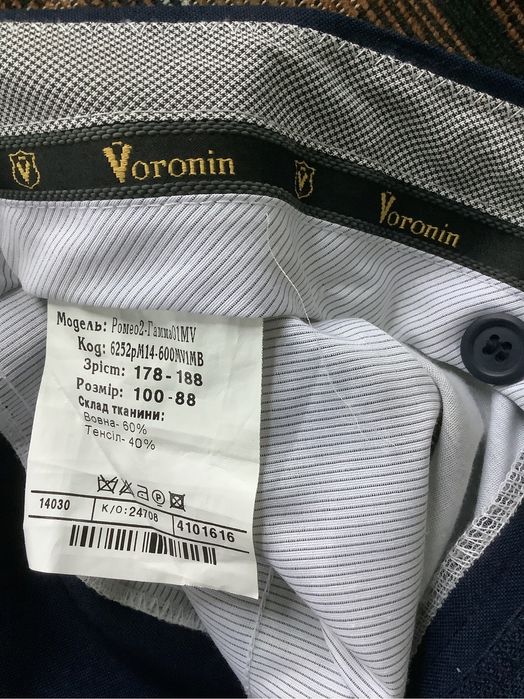 Voronin
Voronin
Модель: Ромео2-Гамма01MV
Код: 6252рМ14-600MV1МВ
Зріст: 178-188
Розмір: 100-88
Склад тканини:
Вовна- 60%
Тенсіл- 40%
14030 К/О:24708 4101616